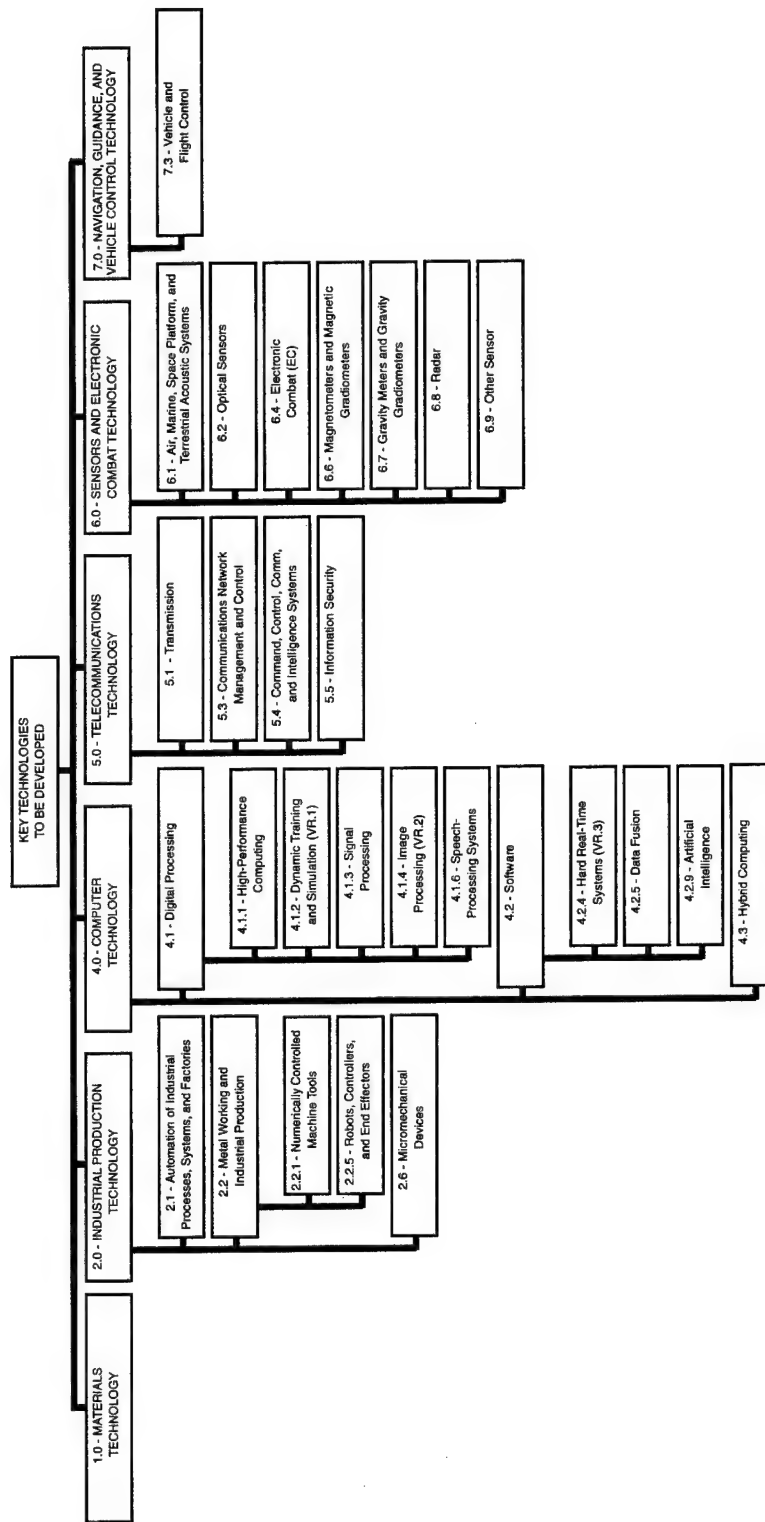 KEY TECHNOLOGIES
TO BE DEVELOPED
1.0 - MATERIALS
TECHNOLOGY
2.0 - INDUSTRIAL PRODUCTION
TECHNOLOGY
2.1 - Automation of Industrial
Processes, Systems, and Factories
2.2 - Metal Working and
Industrial Production
2.2.1 - Numerically Controlled
Machine Tools
2.2.5 - Robots, Controllers,
and End Effectors
2.6 - Micromechanical
Devices
4.0 - COMPUTER
TECHNOLOGY
4.1 - Digital Processing
4.1.1 - High-Performance
Computing
4.1.2 - Dynamic Training
and Simulation (VR.1)
4.1.3 - Signal
Processing
4.1.4 - Image
Processing (VR.2)
4.1.6 - Speech-
Processing Systems
4.2 - Software
4.2.4 - Hard Real-Time
Systems (VR.3)
4.2.5 - Data Fusion
4.2.9 - Artificial
Intelligence
4.3 - Hybrid Computing
5.0 - TELECOMMUNICATIONS
TECHNOLOGY
5.1 - Transmission
5.3 - Communications Network
Management and Control
5.4 - Command, Control, Comm,
and Intelligence Systems
5.5 - Information Security
6.0 - SENSORS AND ELECTRONIC
COMBAT TECHNOLOGY
6.1 - Air, Marine, Space Platform, and
Terrestrial Acoustic Systems
6.2 - Optical Sensors
6.4 - Electronic
Combat (EC)
6.6 - Magnetometers and Magnetic
Gradiometers
6.7 - Gravity Meters and Gravity
Gradiometers
6.8 - Radar
6.9 - Other Sensor
7.0 - NAVIGATION, GUIDANCE, AND
VEHICLE CONTROL TECHNOLOGY
7.3 - Vehicle and
Flight Control